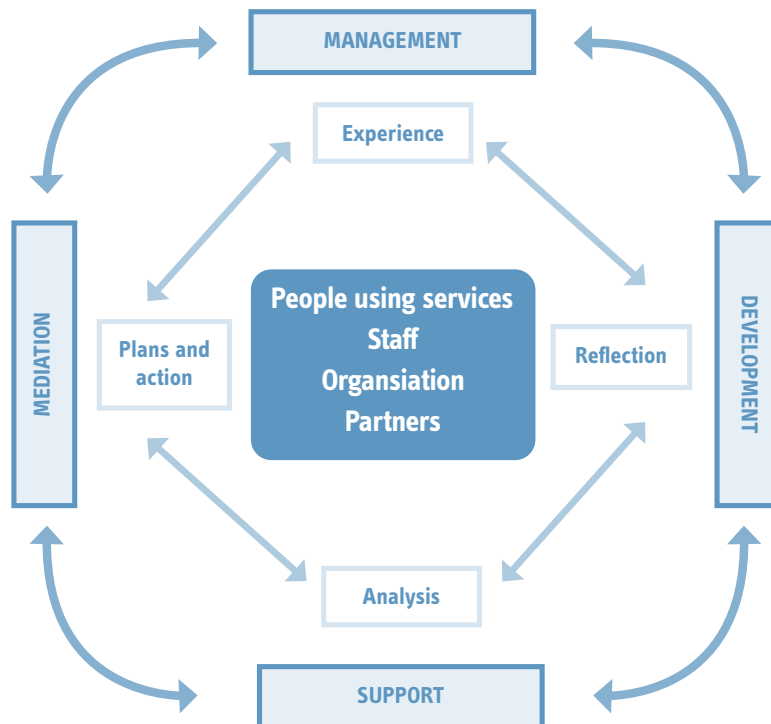 MANAGEMENT
Experience
MEDIATION
Plans and
action
People using services
Staff
Organsiation
Partners
Reflection
DEVELOPMENT
Analysis
SUPPORT